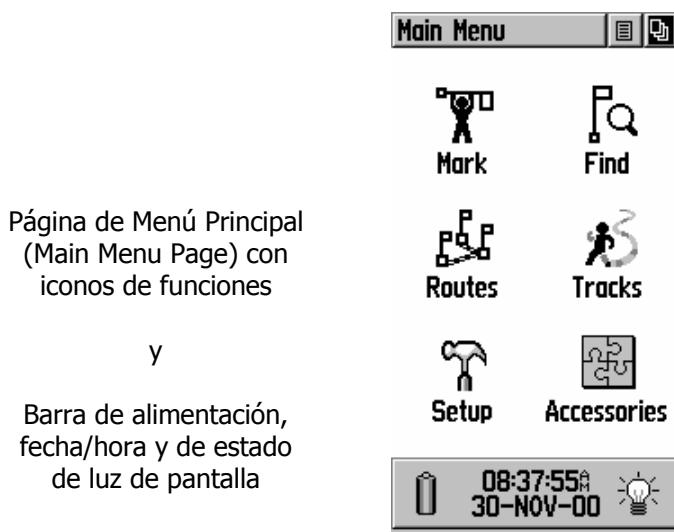 Main Menu
Mark
Find
Routes
Tracks
Setup
Accessories
08:37:55AM
30-NOV-00
Página de Menú Principal
(Main Menu Page) con
iconos de funciones
y
Barra de alimentación,
fecha/hora y de estado
de luz de pantalla